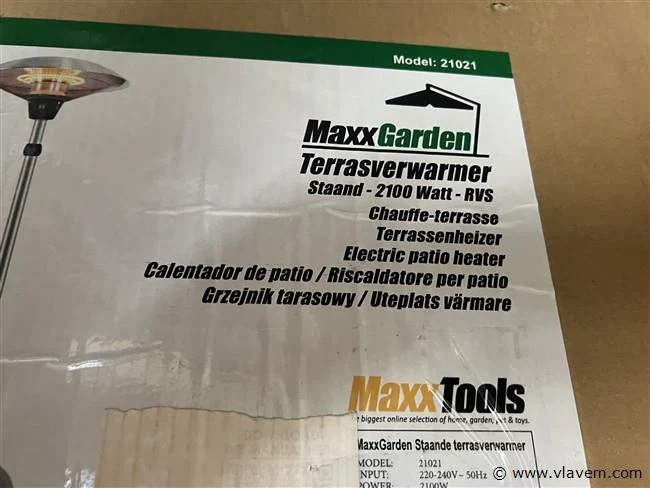 Model: 21021
MaxxGarden
Terrasverwarmer
Staand - 2100 Watt - RVS
Chauffe-terrasse
Terrassenheizer
Electric patio heater
Calentador de patio / Riscaldatore per patio
Grzejnik tarasowy / Uteplats värmare
MaxxTools
biggest online selection of home, garden, pet & toys.
MaxxGarden Staande terrasverwarmer
MODEL: 21021
INPUT: 220-240V~ 50Hz
POWER: 2100W
© www.vlavem.com